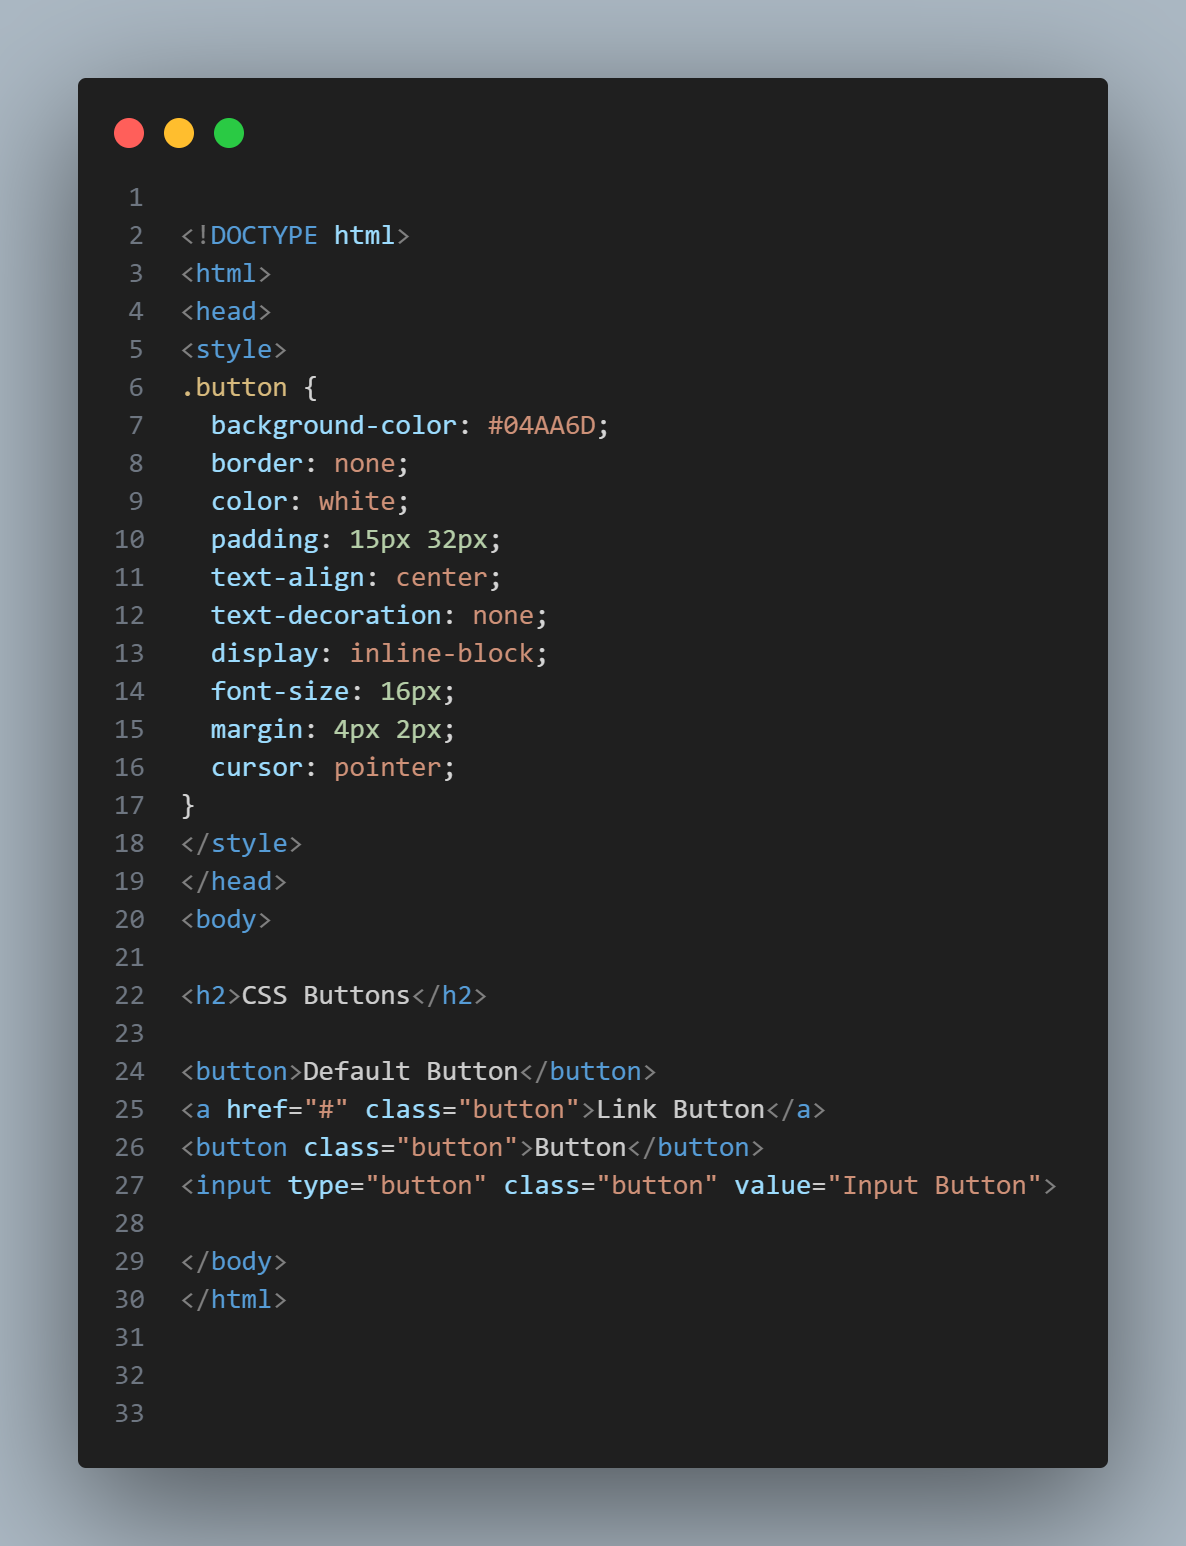 1
2 <!DOCTYPE html>
3 <html>
4 <head>
5 <style>
6 .button {
7   background-color: #04AA6D;
8   border: none;
9   color: white;
10   padding: 15px 32px;
11   text-align: center;
12   text-decoration: none;
13   display: inline-block;
14   font-size: 16px;
15   margin: 4px 2px;
16   cursor: pointer;
17 }
18 </style>
19 </head>
20 <body>
21
22 <h2>CSS Buttons</h2>
23
24 <button>Default Button</button>
25 <a href="#" class="button">Link Button</a>
26 <button class="button">Button</button>
27 <input type="button" class="button" value="Input Button">
28
29 </body>
30 </html>
31
32
33